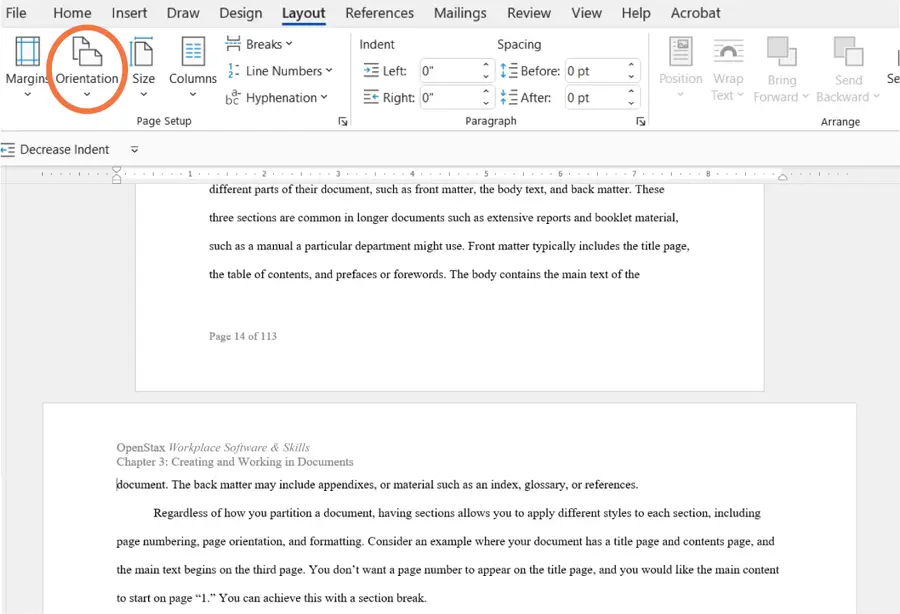 File Home Insert Draw Design Layout References Mailings Review View Help Acrobat
Margins Orientation Size Columns
Breaks
Line Numbers
Hyphenation
Page Setup
Indent Spacing
Left: 0" Before: 0 pt
Right: 0" After: 0 pt
Paragraph
Position Wrap Text Bring Forward Send Backward
Arrange
Decrease Indent
1 2 3 4 5 6 7 8
different parts of their document, such as front matter, the body text, and back matter. These
three sections are common in longer documents such as extensive reports and booklet material,
such as a manual a particular department might use. Front matter typically includes the title page,
the table of contents, and prefaces or forewords. The body contains the main text of the
Page 14 of 113
OpenStax Workplace Software & Skills
Chapter 3: Creating and Working in Documents
document. The back matter may include appendixes, or material such as an index, glossary, or references.
Regardless of how you partition a document, having sections allows you to apply different styles to each section, including
page numbering, page orientation, and formatting. Consider an example where your document has a title page and contents page, and
the main text begins on the third page. You don’t want a page number to appear on the title page, and you would like the main content
to start on page “1.” You can achieve this with a section break.